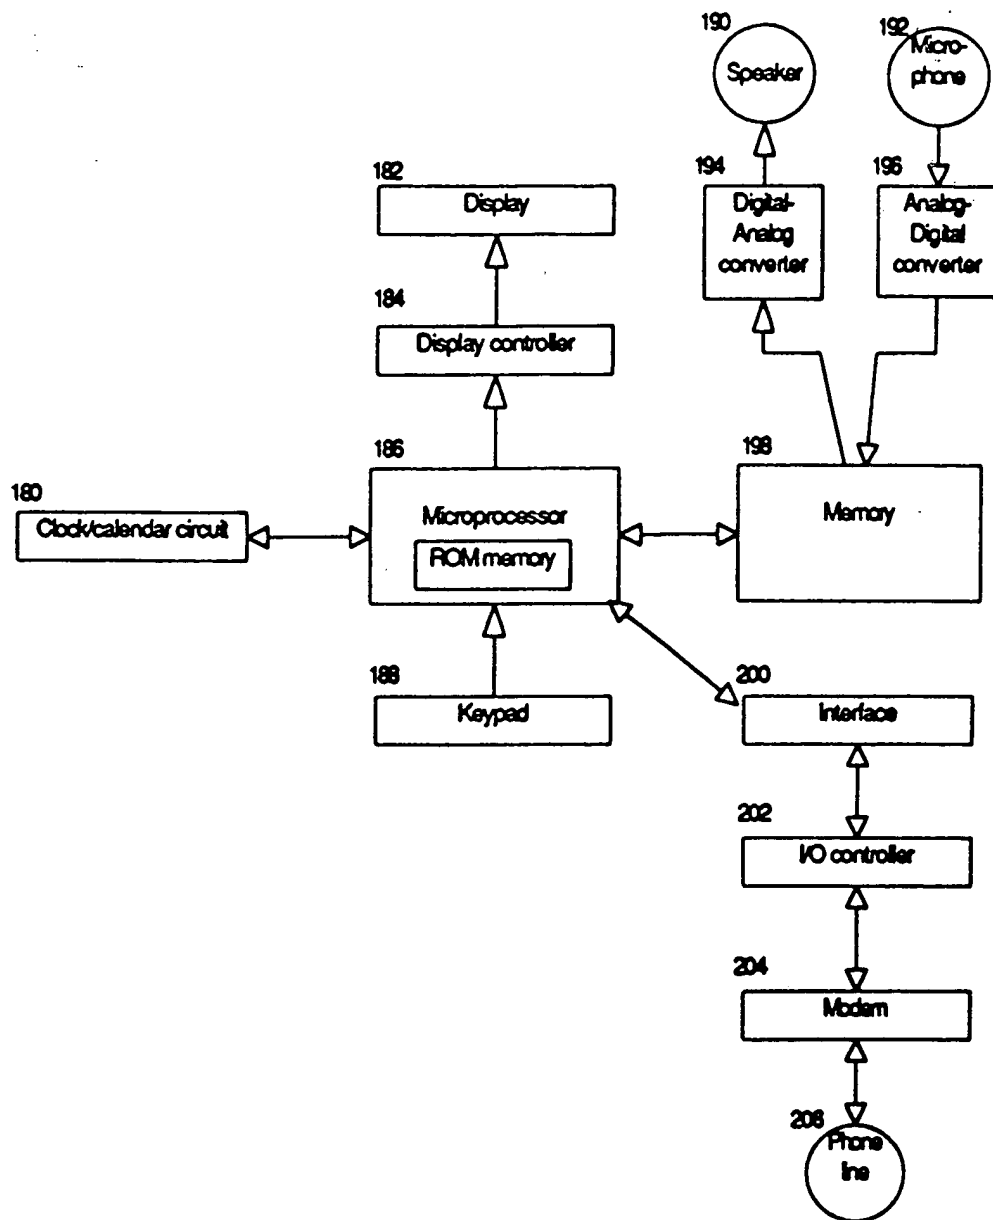 190
Speaker
192
Micro-
phone
182
Display
194
Digital-
Analog
converter
196
Analog-
Digital
converter
184
Display controller
186
Microprocessor
ROM memory
198
Memory
180
Clock/calendar circuit
188
Keypad
200
Interface
202
I/O controller
204
Modem
206
Phone
line